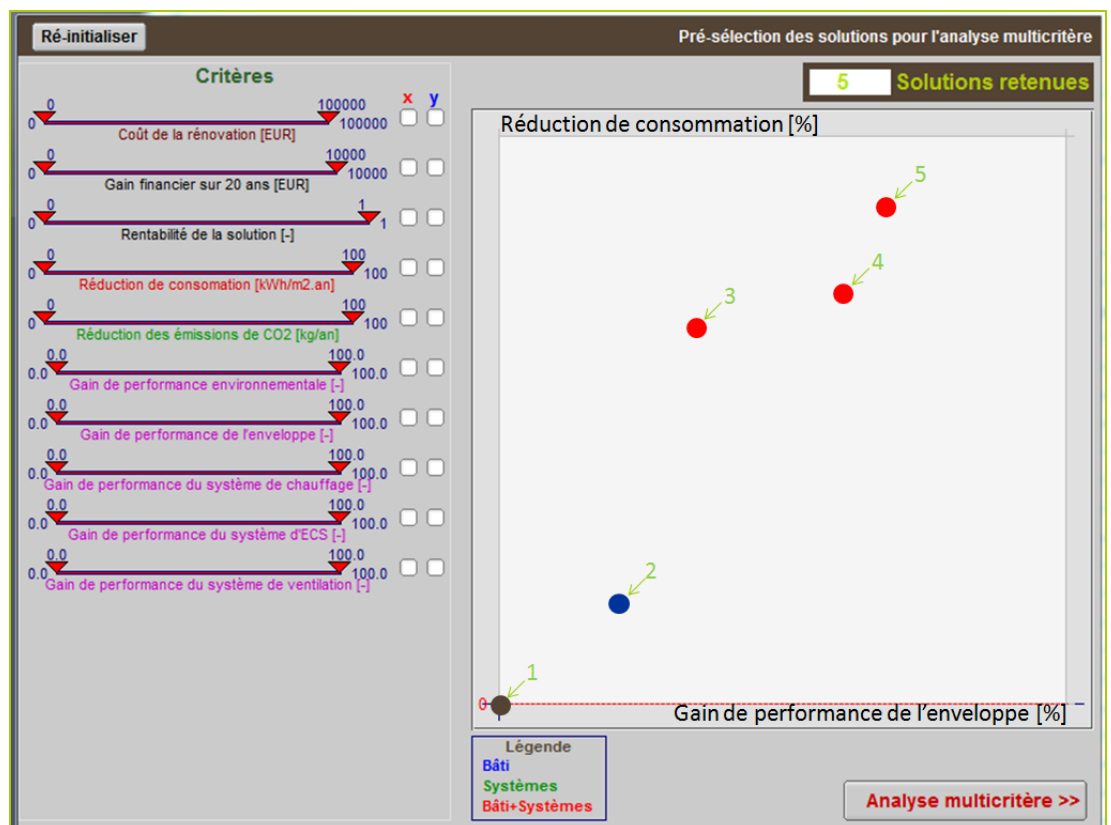 Ré-initialiser
Pré-sélection des solutions pour l'analyse multicritère
Critères
x y
0 100000
0 100000
Coût de la rénovation [EUR]
0 10000
0 10000
Gain financier sur 20 ans [EUR]
0 1
0 1
Rentabilité de la solution [-]
0 100
0 100
Réduction de consomation [kWh/m2.an]
0 100
0 100
Réduction des émissions de CO2 [kg/an]
0.0 100.0
0.0 100.0
Gain de performance environnementale [-]
0.0 100.0
0.0 100.0
Gain de performance de l'enveloppe [-]
0.0 100.0
0.0 100.0
Gain de performance du système de chauffage [-]
0.0 100.0
0.0 100.0
Gain de performance du système d'ECS [-]
0.0 100.0
0.0 100.0
Gain de performance du système de ventilation [-]
5 Solutions retenues
Réduction de consommation [%]
5
4
3
2
1
0
Gain de performance de l'enveloppe [%]
Légende
Bâti
Systèmes
Bâti+Systèmes
Analyse multicritère >>